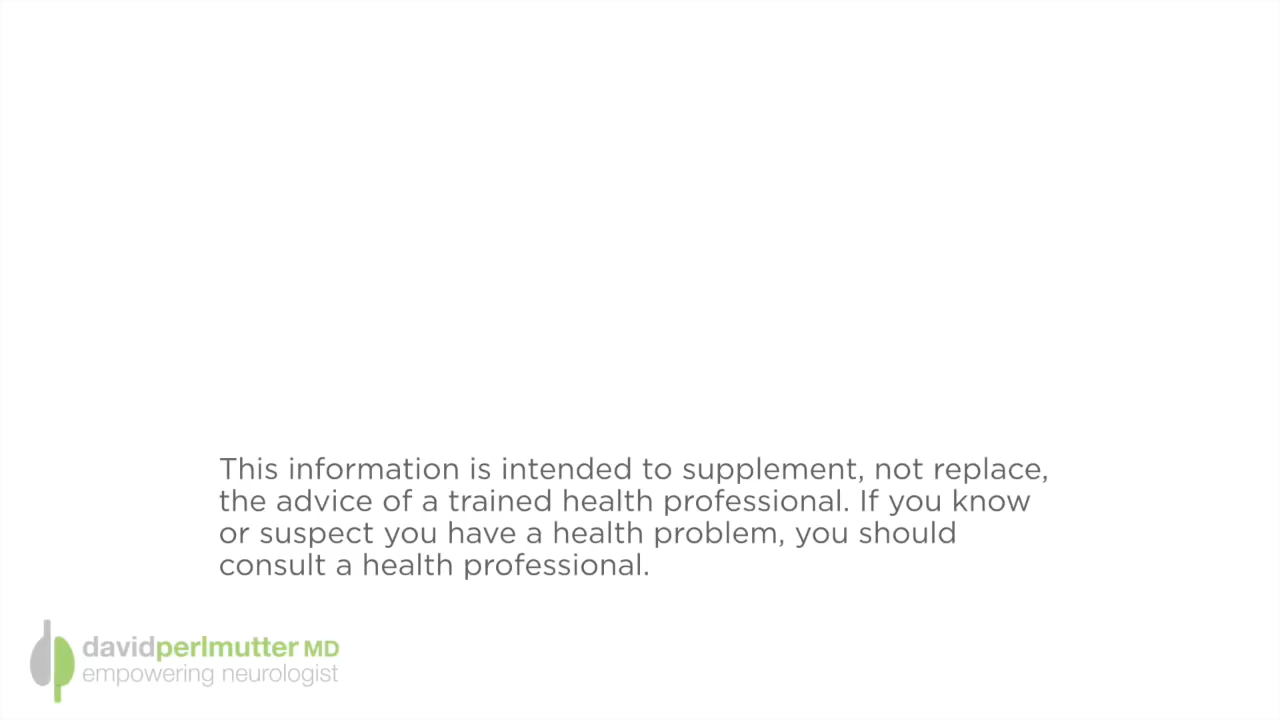 This information is intended to supplement, not replace,
the advice of a trained health professional. If you know
or suspect you have a health problem, you should
consult a health professional.
davidperlmutter MD
empowering neurologist